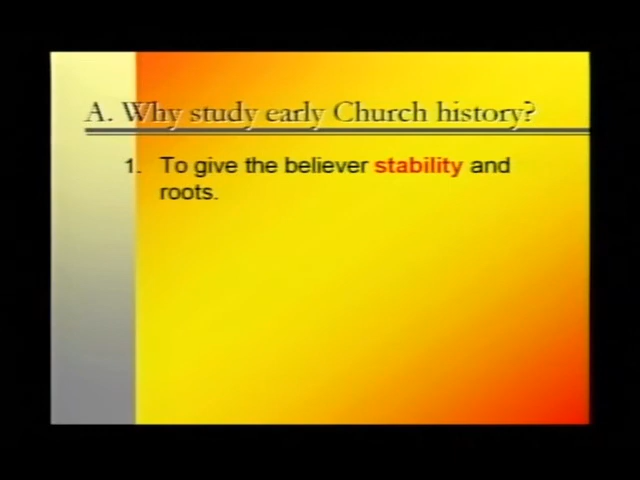 A. Why study early Church history?
1. To give the believer stability and
roots.